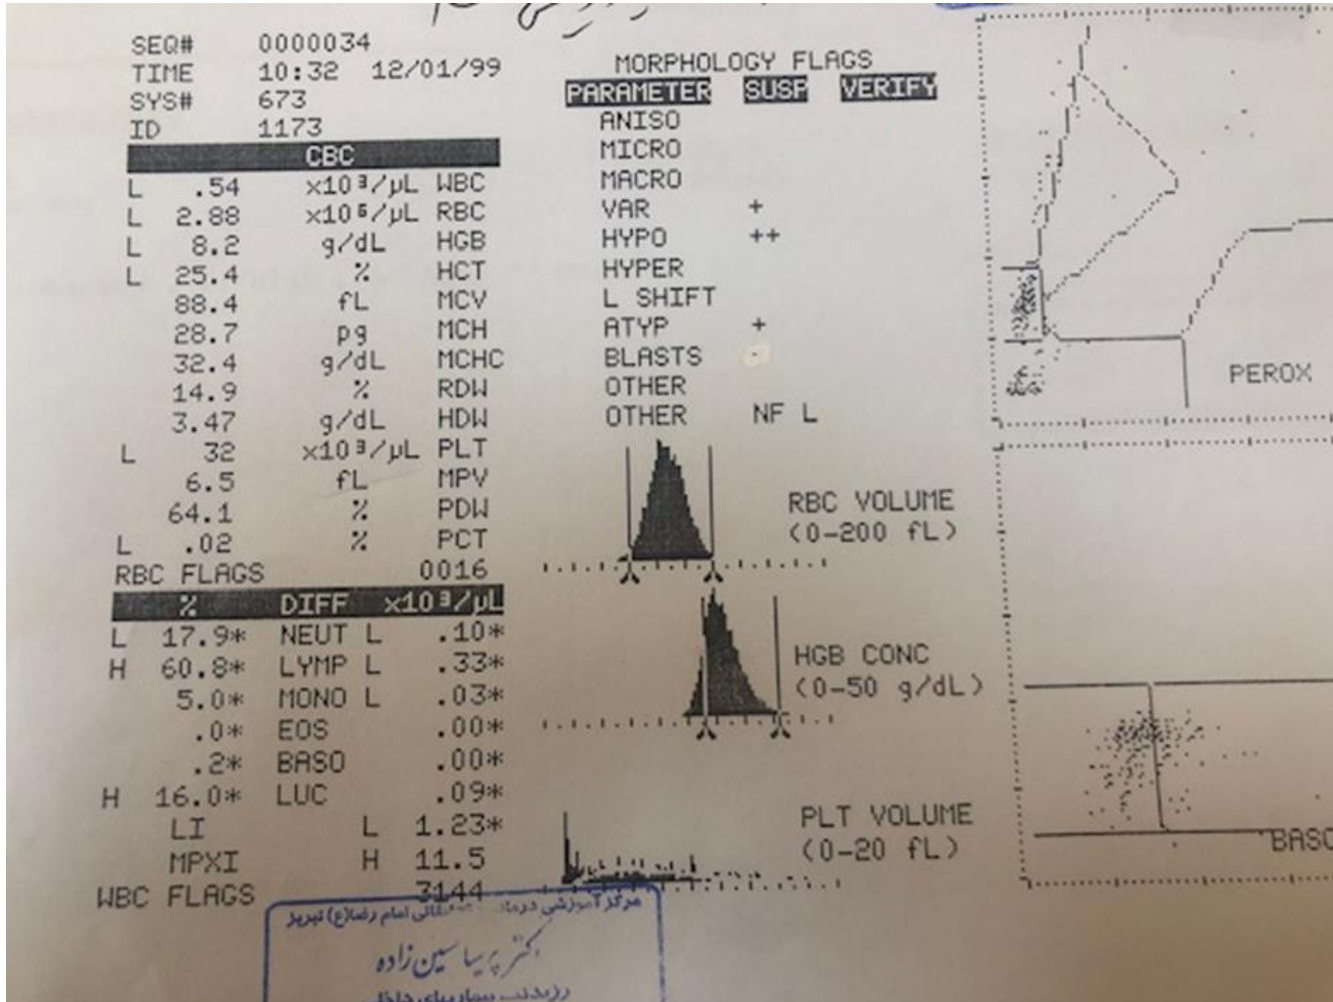 SEQ# 0000034
TIME 10:32 12/01/99
SYS# 673
ID 1173
CBC
L .54 x10³/µL WBC
L 2.88 x10⁶/µL RBC
L 8.2 g/dL HGB
L 25.4 % HCT
88.4 fL MCV
28.7 pg MCH
32.4 g/dL MCHC
14.9 % RDW
3.47 g/dL HDW
L 32 x10³/µL PLT
6.5 fL MPV
64.1 % PDW
L .02 % PCT
RBC FLAGS 0016
% DIFF x10³/µL
L 17.9* NEUT L .10*
H 60.8* LYMP L .33*
5.0* MONO L .03*
.0* EOS .00*
.2* BASO .00*
H 16.0* LUC .09*
LI L 1.23*
MPXI H 11.5
WBC FLAGS 3144
MORPHOLOGY FLAGS
PARAMETER SUSP VERIFY
ANISO
MICRO
MACRO
VAR +
HYPO ++
HYPER
L SHIFT
ATYP +
BLASTS
OTHER
OTHER NF L
RBC VOLUME
(0-200 fL)
HGB CONC
(0-50 g/dL)
PLT VOLUME
(0-20 fL)
PEROX
BASO
مرکز آموزشی امام رضا(ع) تبریز
دکتر پریسا